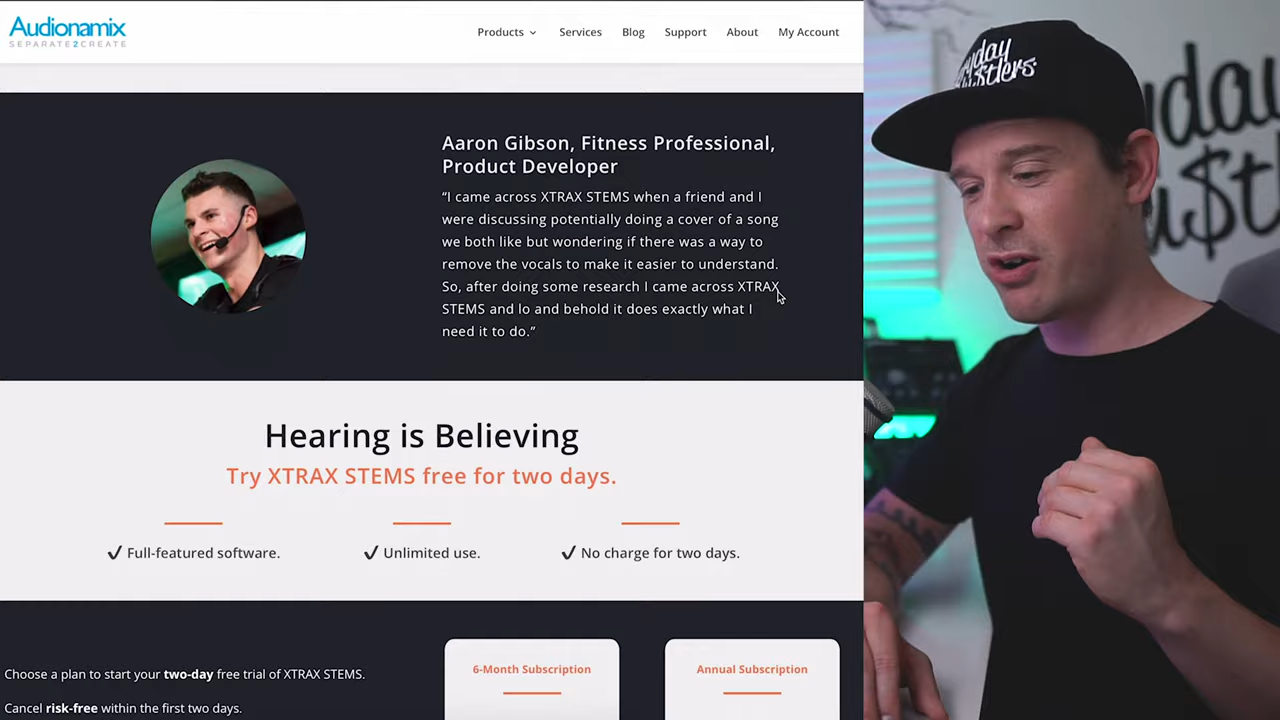 Audionamix
SEPARATE2CREATE
Products
Services
Blog
Support
About
My Account
Aaron Gibson, Fitness Professional,
Product Developer
“I came across XTRAX STEMS when a friend and I
were discussing potentially doing a cover of a song
we both like but wondering if there was a way to
remove the vocals to make it easier to understand.
So, after doing some research I came across XTRAX
STEMS and lo and behold it does exactly what I
need it to do.”
Hearing is Believing
Try XTRAX STEMS free for two days.
✔ Full-featured software.
✔ Unlimited use.
✔ No charge for two days.
Choose a plan to start your two-day free trial of XTRAX STEMS.
Cancel risk-free within the first two days.
6-Month Subscription
Annual Subscription